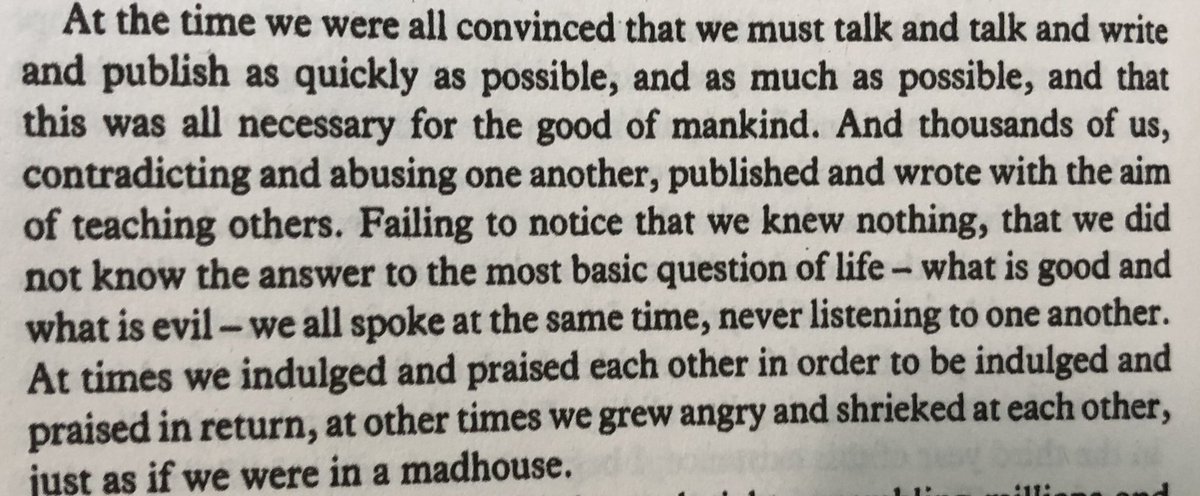 At the time we were all convinced that we must talk and talk and write
and publish as quickly as possible, and as much as possible, and that
this was all necessary for the good of mankind. And thousands of us,
contradicting and abusing one another, published and wrote with the aim
of teaching others. Failing to notice that we knew nothing, that we did
not know the answer to the most basic question of life – what is good and
what is evil – we all spoke at the same time, never listening to one another.
At times we indulged and praised each other in order to be indulged and
praised in return, at other times we grew angry and shrieked at each other,
just as if we were in a madhouse.